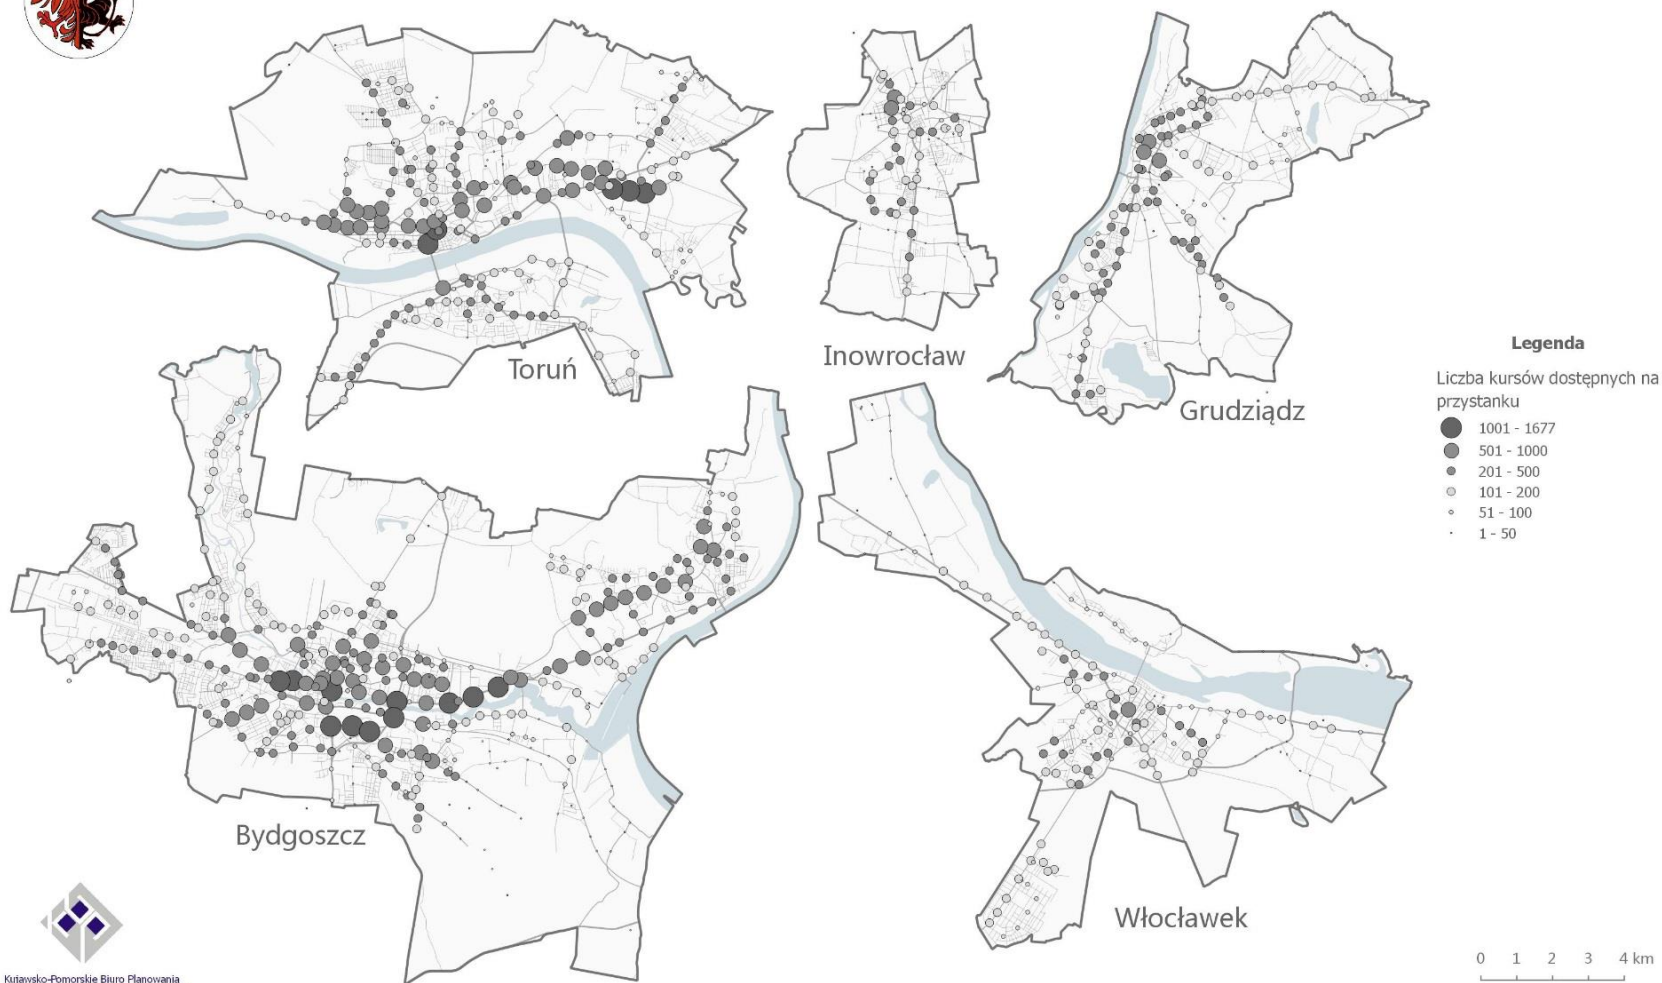 Toruń
Inowrocław
Grudziądz
Legenda
Liczba kursów dostępnych na
przystanku
1001 - 1677
501 - 1000
201 - 500
101 - 200
51 - 100
1 - 50
Bydgoszcz
Włocławek
Kujawsko-Pomorskie Biuro Planowania
0 1 2 3 4 km